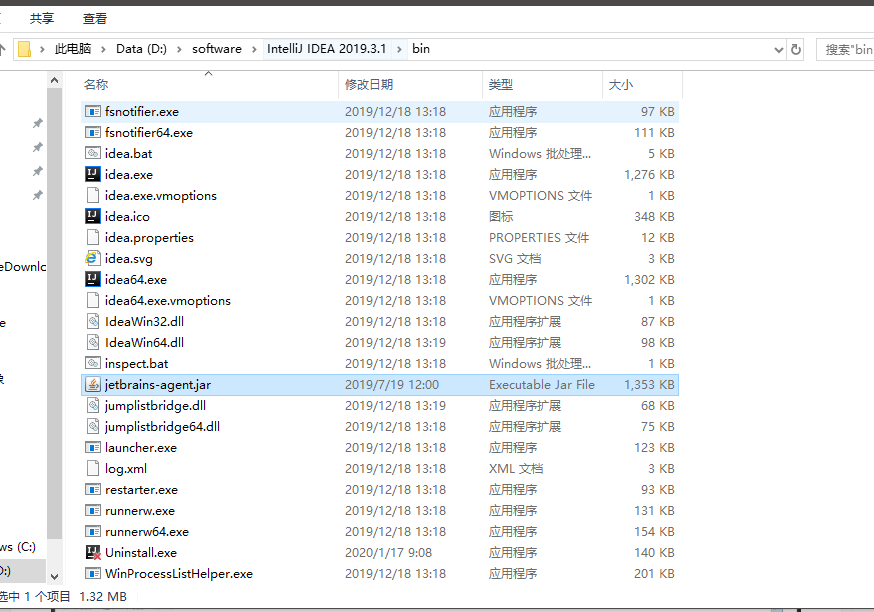 共享 查看
此电脑 Data (D:) software IntelliJ IDEA 2019.3.1 bin 搜索"bin
名称 修改日期 类型 大小
fsnotifier.exe 2019/12/18 13:18 应用程序 97 KB
fsnotifier64.exe 2019/12/18 13:18 应用程序 111 KB
idea.bat 2019/12/18 13:18 Windows 批处理... 5 KB
idea.exe 2019/12/18 13:18 应用程序 1,276 KB
idea.exe.vmoptions 2019/12/18 13:18 VMOPTIONS 文件 1 KB
idea.ico 2019/12/18 13:18 图标 348 KB
idea.properties 2019/12/18 13:18 PROPERTIES 文件 12 KB
idea.svg 2019/12/18 13:18 SVG 文档 3 KB
eDownlc
idea64.exe 2019/12/18 13:18 应用程序 1,302 KB
idea64.exe.vmoptions 2019/12/18 13:18 VMOPTIONS 文件 1 KB
e
IdeaWin32.dll 2019/12/18 13:18 应用程序扩展 87 KB
IdeaWin64.dll 2019/12/18 13:19 应用程序扩展 98 KB
inspect.bat 2019/12/18 13:18 Windows 批处理... 1 KB
jetbrains-agent.jar 2019/7/19 12:00 Executable Jar File 1,353 KB
jumplistbridge.dll 2019/12/18 13:19 应用程序扩展 68 KB
jumplistbridge64.dll 2019/12/18 13:18 应用程序扩展 75 KB
launcher.exe 2019/12/18 13:18 应用程序 123 KB
log.xml 2019/12/18 13:18 XML 文档 3 KB
restarter.exe 2019/12/18 13:18 应用程序 93 KB
runnerw.exe 2019/12/18 13:18 应用程序 131 KB
runnerw64.exe 2019/12/18 13:18 应用程序 154 KB
ws (C:)
Uninstall.exe 2020/1/17 9:08 应用程序 140 KB
WinProcessListHelper.exe 2019/12/18 13:18 应用程序 201 KB
:)
选中 1 个项目 1.32 MB